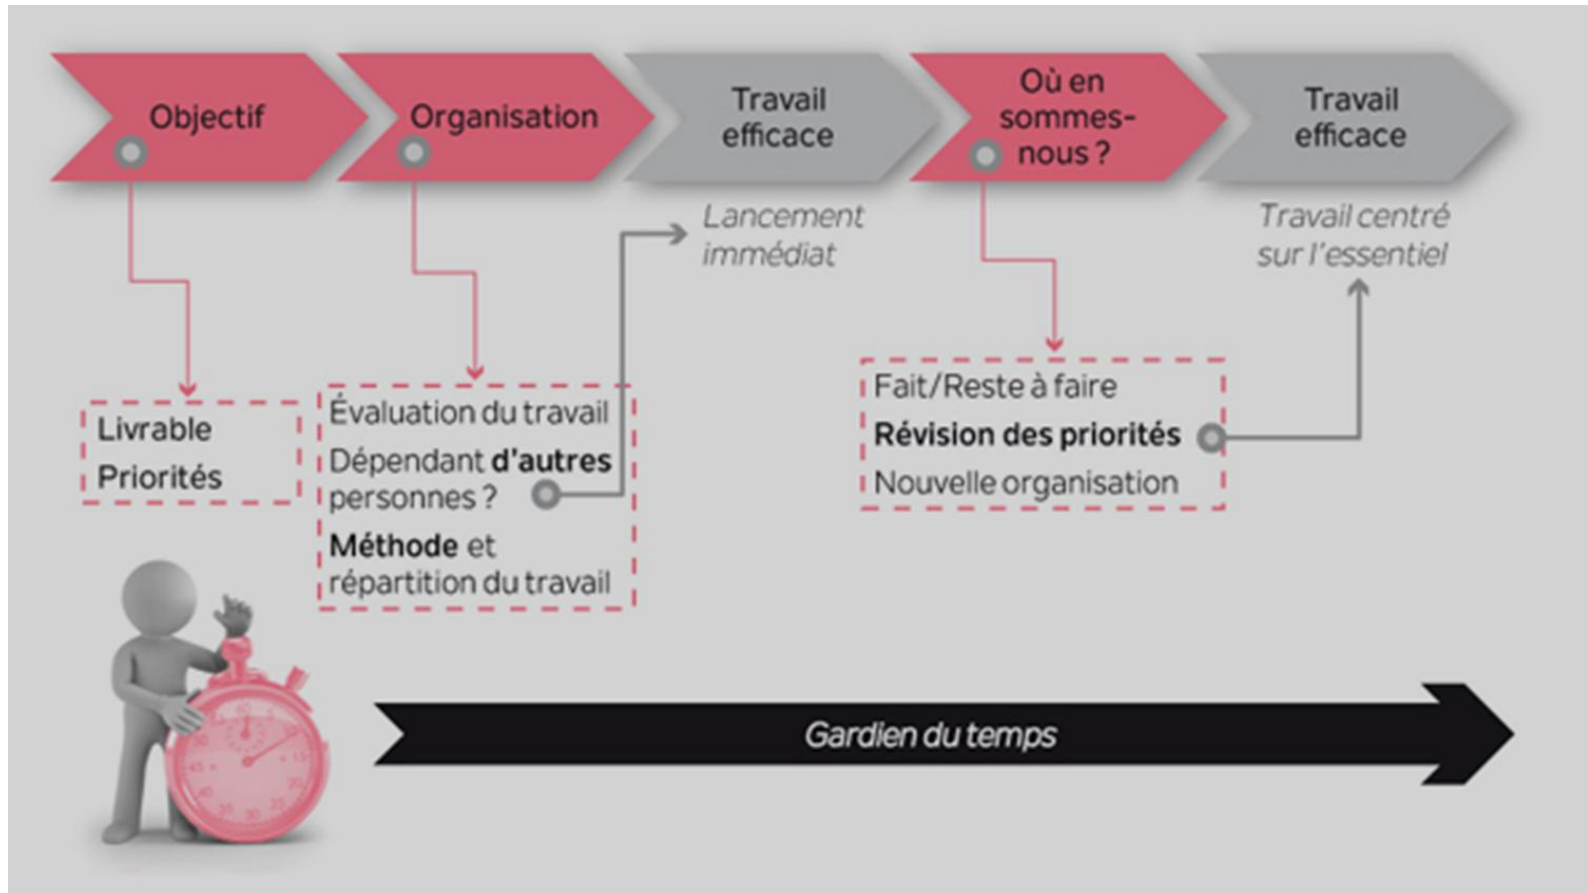 Objectif
Organisation
Travail
efficace
Où en
sommes-
nous ?
Travail
efficace
Lancement
immédiat
Travail centré
sur l'essentiel
Livrable
Priorités
Évaluation du travail
Dépendant d'autres
personnes ?
Méthode et
répartition du travail
Fait/Reste à faire
Révision des priorités
Nouvelle organisation
Gardien du temps